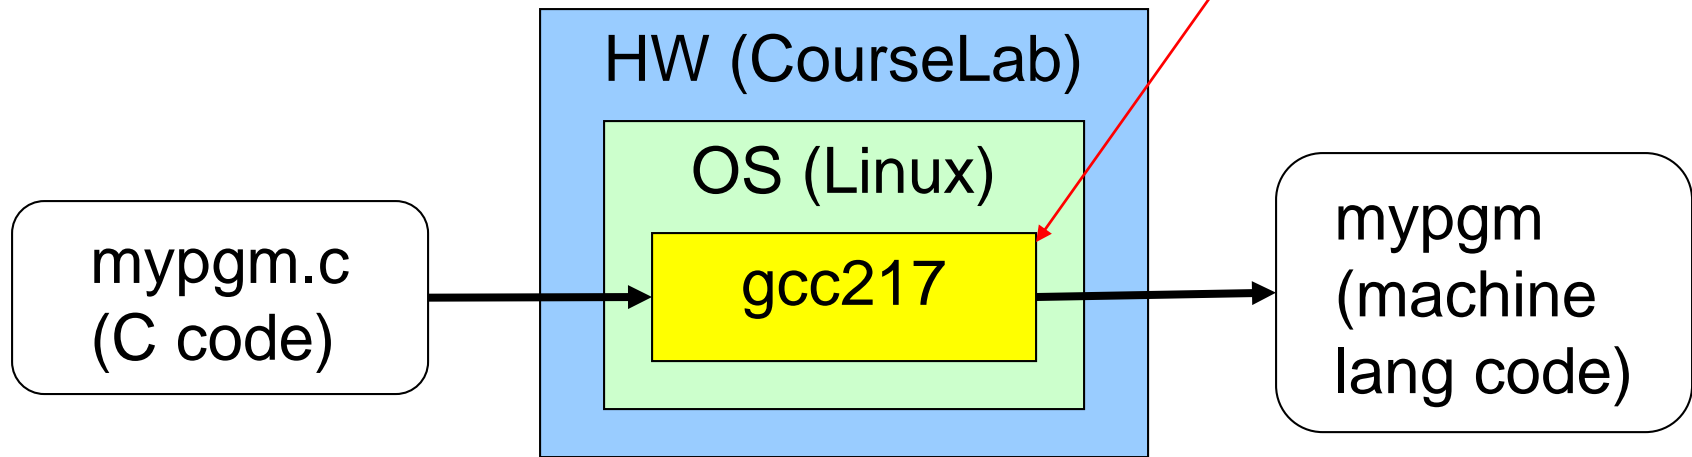 HW (CourseLab)
OS (Linux)
mypgm.c
(C code)
gcc217
mypgm
(machine
lang code)